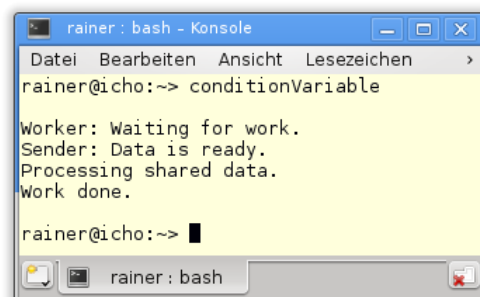 rainer : bash – Konsole
Datei Bearbeiten Ansicht Lesezeichen
rainer@icho:~> conditionVariable
Worker: Waiting for work.
Sender: Data is ready.
Processing shared data.
Work done.
rainer@icho:~>
rainer : bash